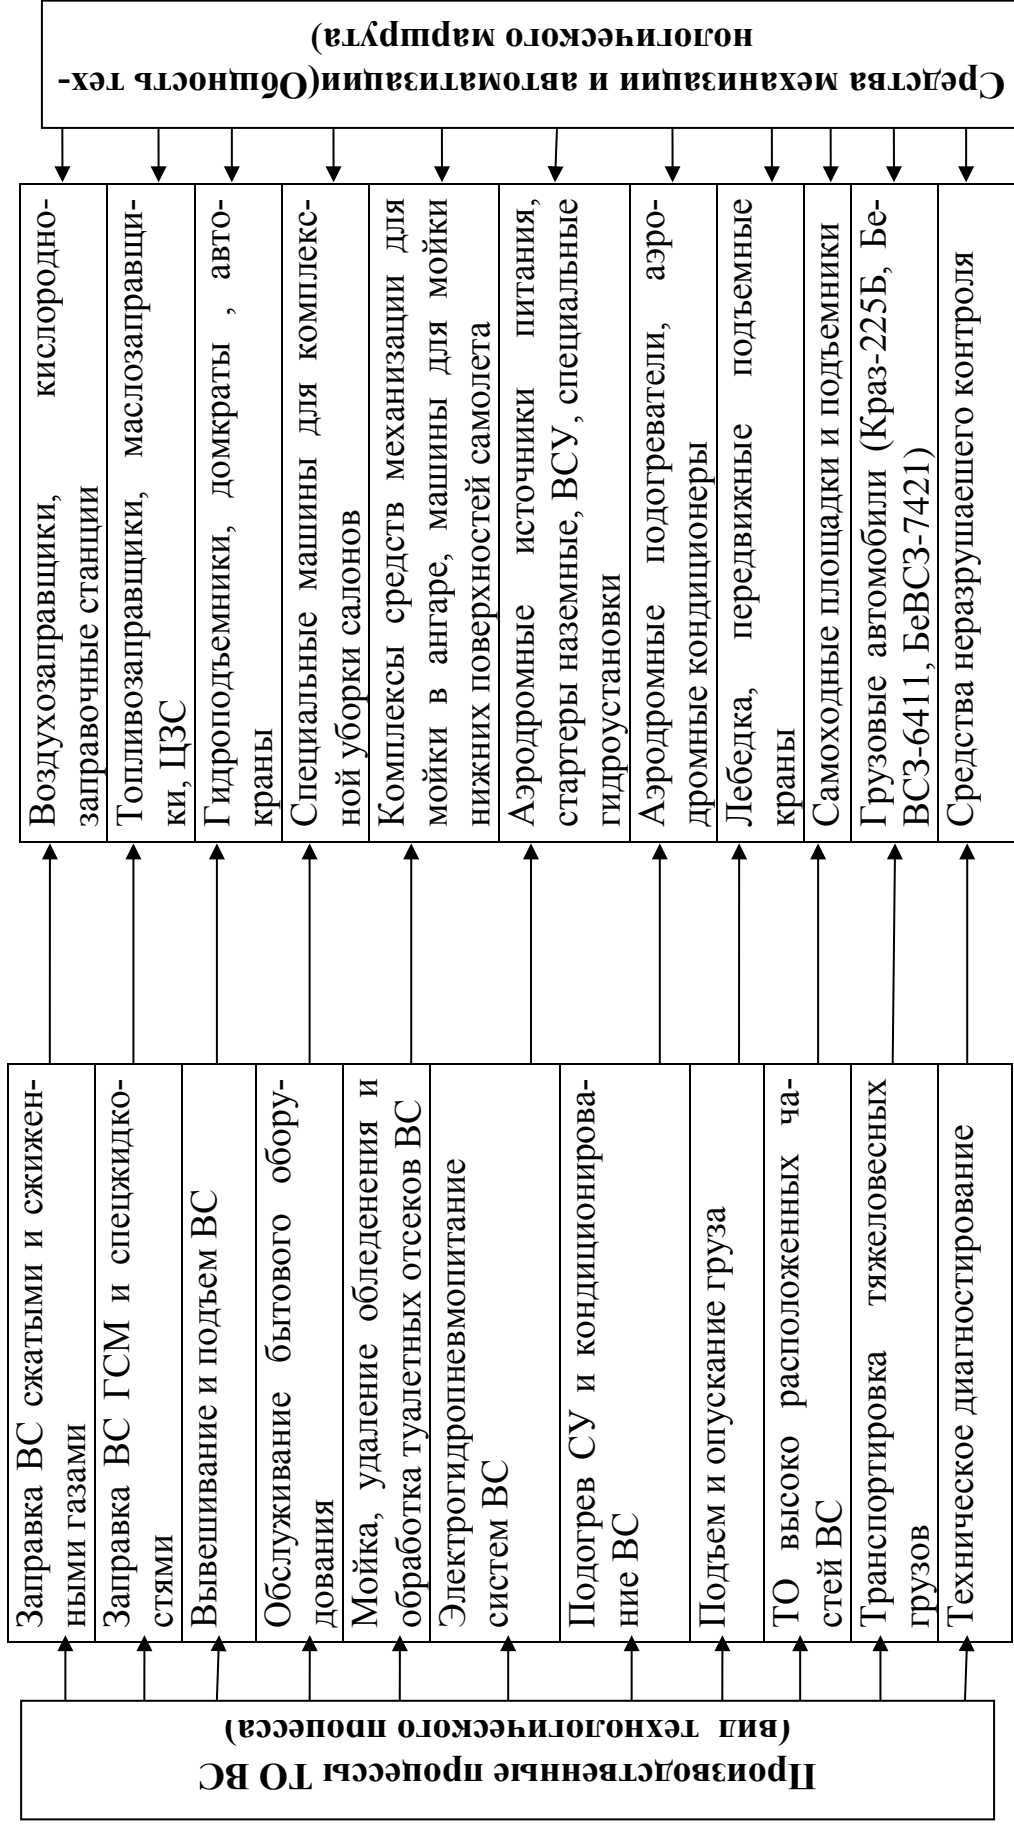 Производственные процессы ТО ВС
(вид технологического процесса)
Заправка ВС сжатыми и сжижен-
ными газами
Заправка ВС ГСМ и спецжидко-
стями
Вывешивание и подъем ВС
Обслуживание бытового обору-
дования
Мойка, удаление обледенения и
обработка туалетных отсеков ВС
Электрогидропневмопитание
систем ВС
Подогрев СУ и кондиционирова-
ние ВС
Подъем и опускание груза
ТО высоко расположенных ча-
стей ВС
Транспортировка тяжеловесных
грузов
Техническое диагностирование
Воздухозаправщики, кислородно-
заправочные станции
Топливозаправщики, маслозаправщи-
ки, ЦЗС
Гидроподъемники, домкраты , авто-
краны
Специальные машины для комплекс-
ной уборки салонов
Комплексы средств механизации для
мойки в ангаре, машины для мойки
нижних поверхностей самолета
Аэродромные источники питания,
стартеры наземные, ВСУ, специальные
гидроустановки
Аэродромные подогреватели, аэро-
дромные кондиционеры
Лебедка, передвижные подъемные
краны
Самоходные площадки и подъемники
Грузовые автомобили (Краз-225Б, Бе-
ВСЗ-6411, БеВСЗ-7421)
Средства неразрушаешего контроля
Средства механизации и автоматизации(Общность тех-
нологического маршрута)